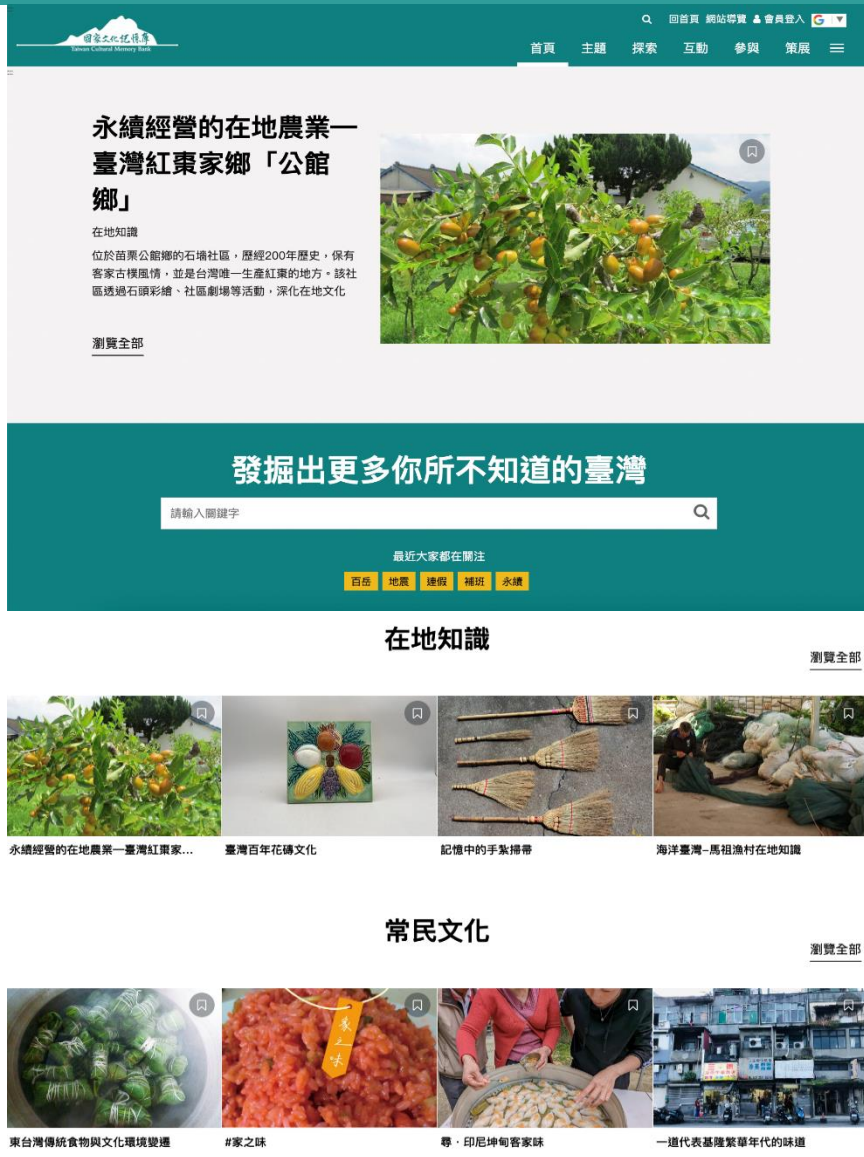 國家文化記憶庫
Taiwan Cultural Memory Bank
回首頁 網站導覽 會員登入 G
首頁 主題 探索 互動 參與 策展
永續經營的在地農業—
臺灣紅棗家鄉「公館
鄉」
在地知識
位於苗栗公館鄉的石墻社區，歷經200年歷史，保有
客家古樸風情，並是台灣唯一生產紅棗的地方。該社
區透過石頭彩繪、社區劇場等活動，深化在地文化
瀏覽全部
發掘出更多你所不知道的臺灣
請輸入關鍵字
最近大家都在關注
百岳 地震 連假 補班 永續
在地知識
瀏覽全部
永續經營的在地農業—臺灣紅棗家...
臺灣百年花磚文化
記憶中的手紮掃帚
海洋臺灣–馬祖漁村在地知識
常民文化
瀏覽全部
家之味
東台灣傳統食物與文化環境變遷
#家之味
尋‧印尼坤甸客家味
一道代表基隆繁華年代的味道